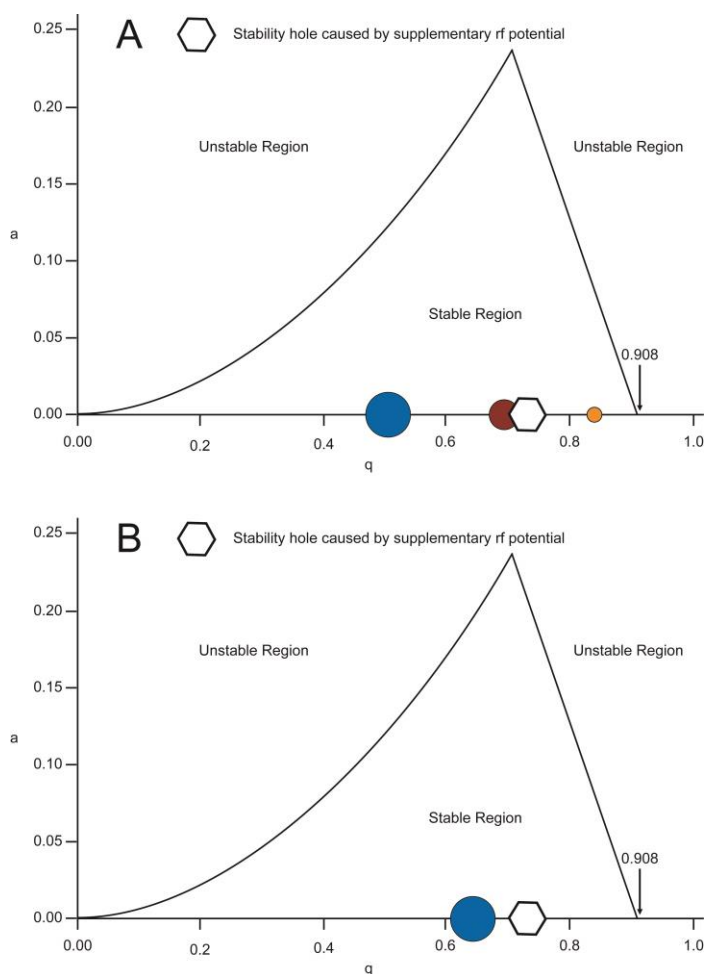 A
Stability hole caused by supplementary rf potential
0.25
0.20
Unstable Region
Unstable Region
0.15
a
0.10
Stable Region
0.05
0.908
0.00
0.00
0.2
0.4
0.6
0.8
1.0
q
B
Stability hole caused by supplementary rf potential
0.25
0.20
Unstable Region
Unstable Region
0.15
a
0.10
Stable Region
0.05
0.908
0.00
0.00
0.2
0.4
0.6
0.8
1.0
q